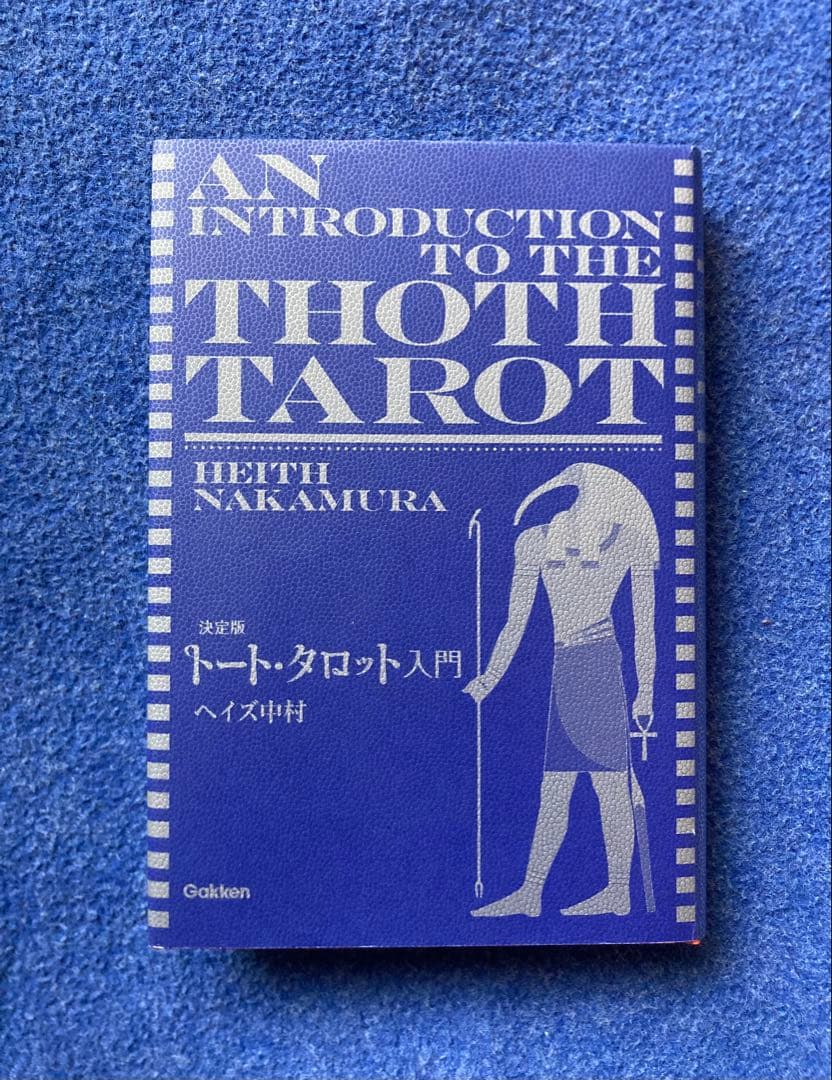 AN
INTRODUCTION
TO THE
THOTH
TAROT
HEITH
NAKAMURA
決定版
トート・タロット入門
ヘイズ中村
Gakken